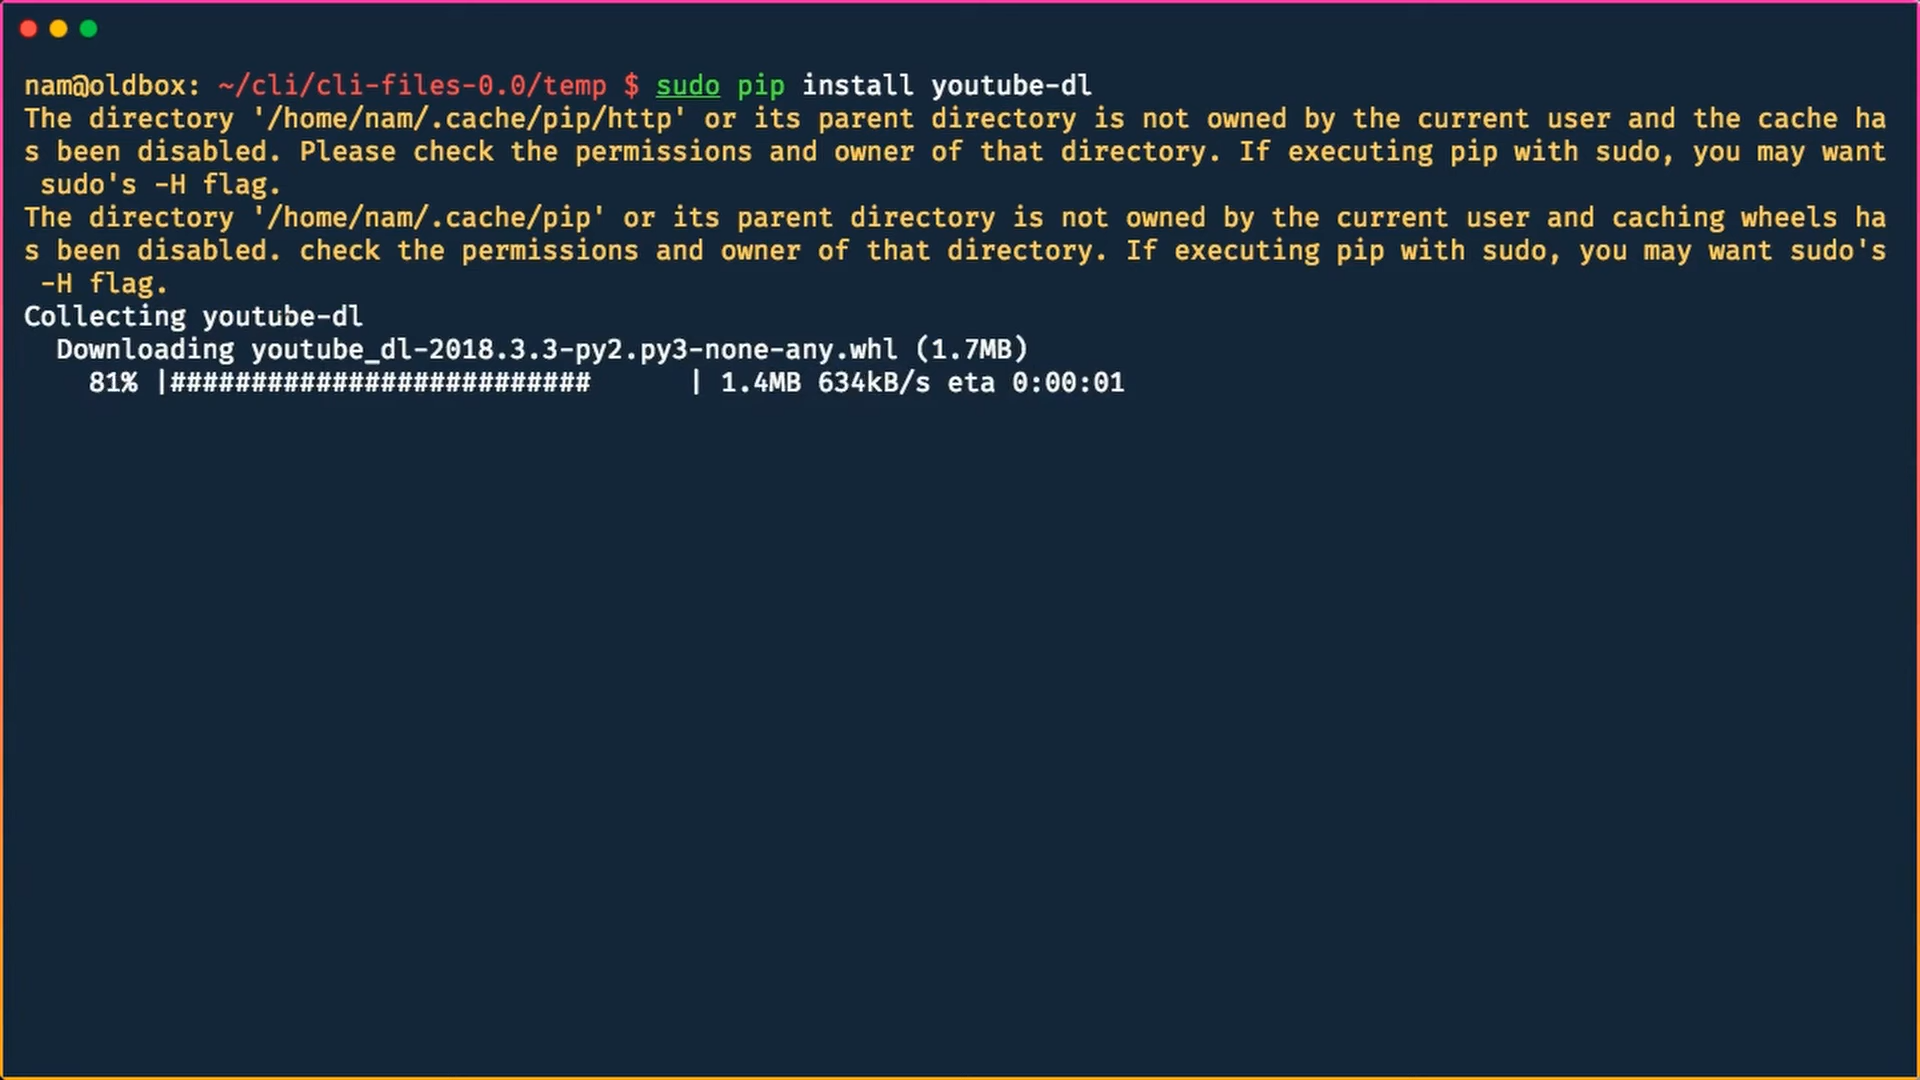 nam@oldbox: ~/cli/cli-files-0.0/temp $ sudo pip install youtube-dl
The directory '/home/nam/.cache/pip/http' or its parent directory is not owned by the current user and the cache ha
s been disabled. Please check the permissions and owner of that directory. If executing pip with sudo, you may want
 sudo's -H flag.
The directory '/home/nam/.cache/pip' or its parent directory is not owned by the current user and caching wheels ha
s been disabled. check the permissions and owner of that directory. If executing pip with sudo, you may want sudo's
 -H flag.
Collecting youtube-dl
  Downloading youtube_dl-2018.3.3-py2.py3-none-any.whl (1.7MB)
    81% |##########################      | 1.4MB 634kB/s eta 0:00:01